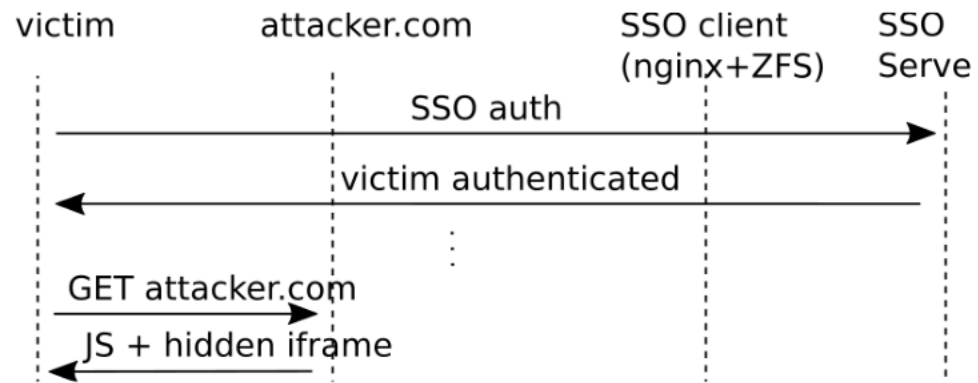 victim
attacker.com
SSO client
(nginx+ZFS)
SSO
Serve
SSO auth
victim authenticated
GET attacker.com
JS + hidden iframe